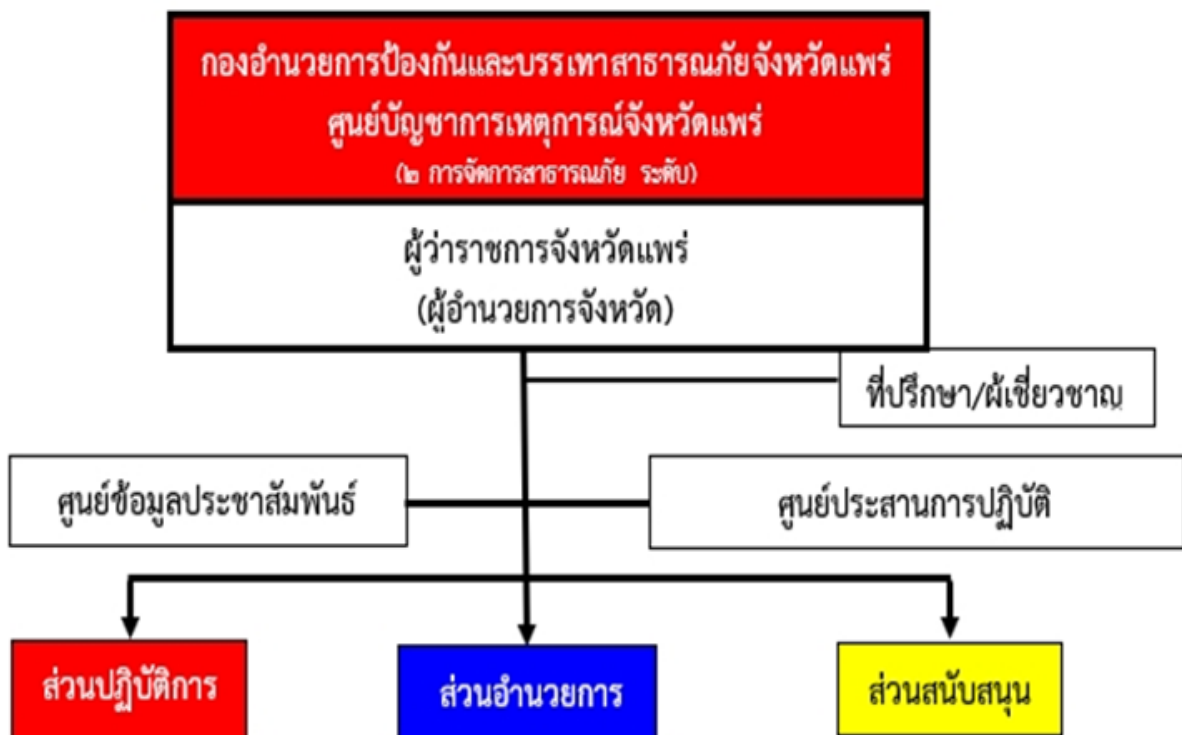 กองอำนวยการป้องกันและบรรเทาสาธารณภัยจังหวัดแพร่
ศูนย์บัญชาการเหตุการณ์จังหวัดแพร่
(๒ การจัดการสาธารณภัย ระดับ)
ผู้ว่าราชการจังหวัดแพร่
(ผู้อำนวยการจังหวัด)
ที่ปรึกษา/ผู้เชี่ยวชาญ
ศูนย์ข้อมูลประชาสัมพันธ์
ศูนย์ประสานการปฏิบัติ
ส่วนปฏิบัติการ
ส่วนอำนวยการ
ส่วนสนับสนุน